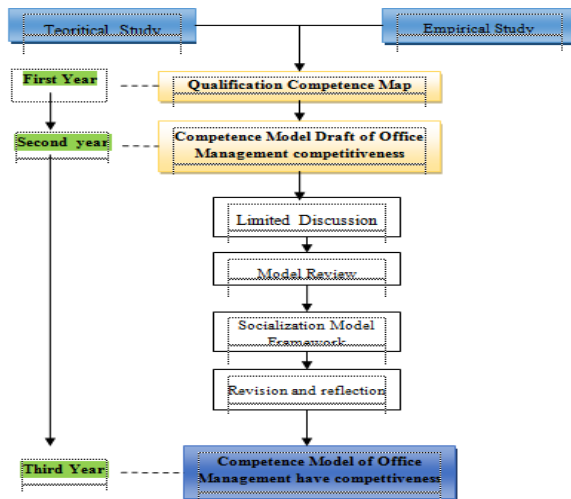 Teoritical Study
Empirical Study
First Year
Qualification Competence Map
Second year
Competence Model Draft of Office
Management competitiveness
Limited Discussion
Model Review
Socialization Model
Framework
Revision and reflection
Third Year
Competence Model of Office
Management have compettiveness